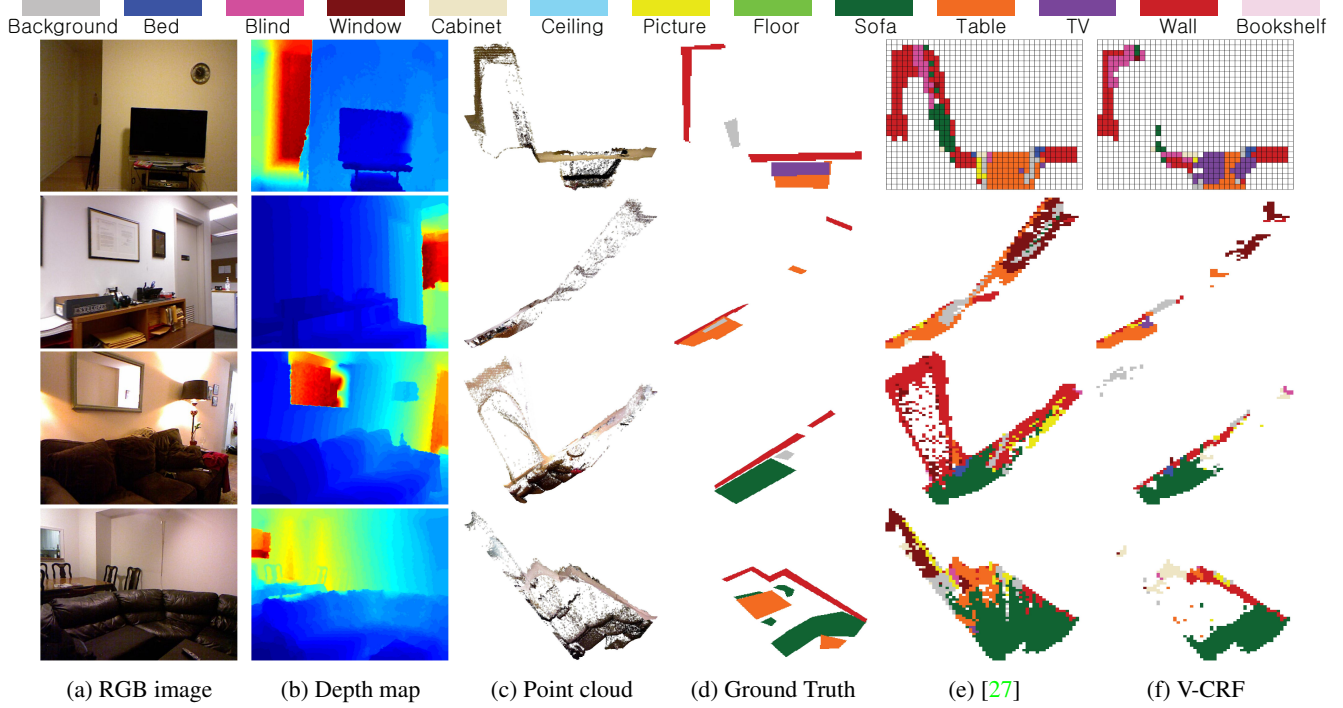 Background Bed Blind Window Cabinet Ceiling Picture Floor Sofa Table TV Wall Bookshelf
(a) RGB image (b) Depth map (c) Point cloud (d) Ground Truth (e) [27] (f) V-CRF